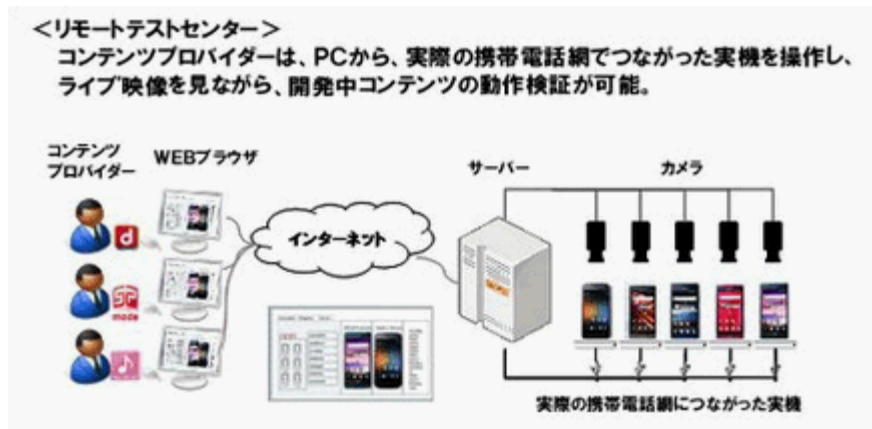 ＜リモートテストセンター＞
コンテンツプロバイダーは、PCから、実際の携帯電話網でつながった実機を操作し、
ライブ映像を見ながら、開発中コンテンツの動作検証が可能。
コンテンツ
プロバイダー
WEBブラウザ
サーバー
カメラ
インターネット
d
mode
実際の携帯電話網につながった実機